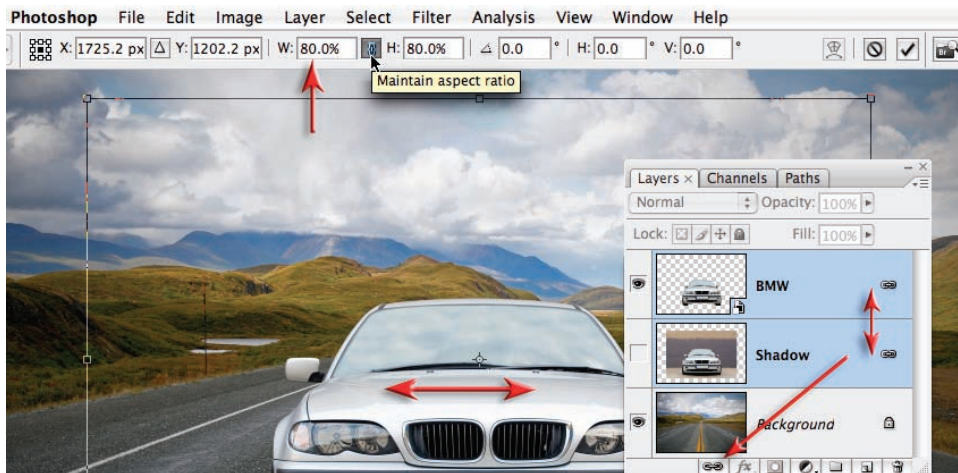 Photoshop File Edit Image Layer Select Filter Analysis View Window Help
X: 1725.2 px Y: 1202.2 px W: 80.0% H: 80.0% 0.0 ° H: 0.0 ° V: 0.0 °
Maintain aspect ratio
Layers × Channels Paths
Normal Opacity: 100%
Lock: Fill: 100%
BMW
Shadow
Background
fx